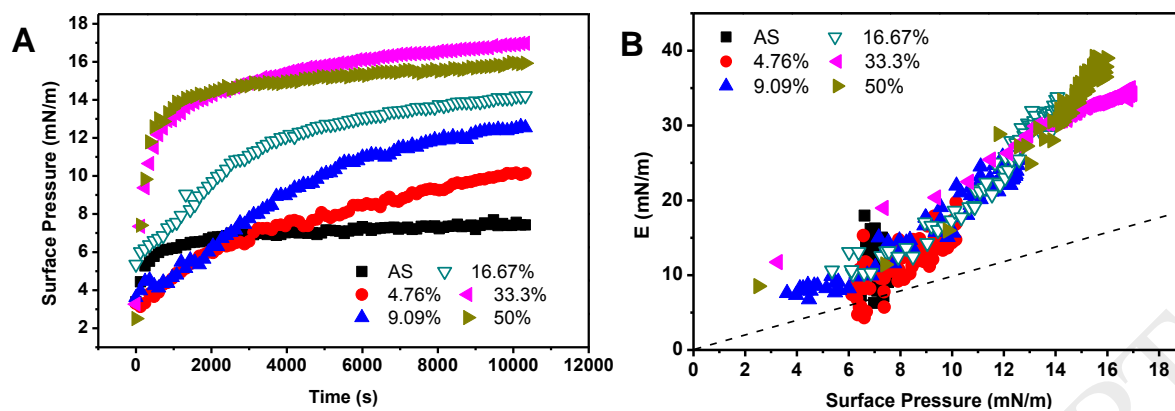 A
Surface Pressure (mN/m)
18
16
14
12
10
8
6
4
2
0 2000 4000 6000 8000 10000 12000
Time (s)
AS 16.67%
4.76% 33.3%
9.09% 50%
B
E (mN/m)
40
30
20
10
0
0 2 4 6 8 10 12 14 16 18
Surface Pressure (mN/m)
AS 16.67%
4.76% 33.3%
9.09% 50%
PT